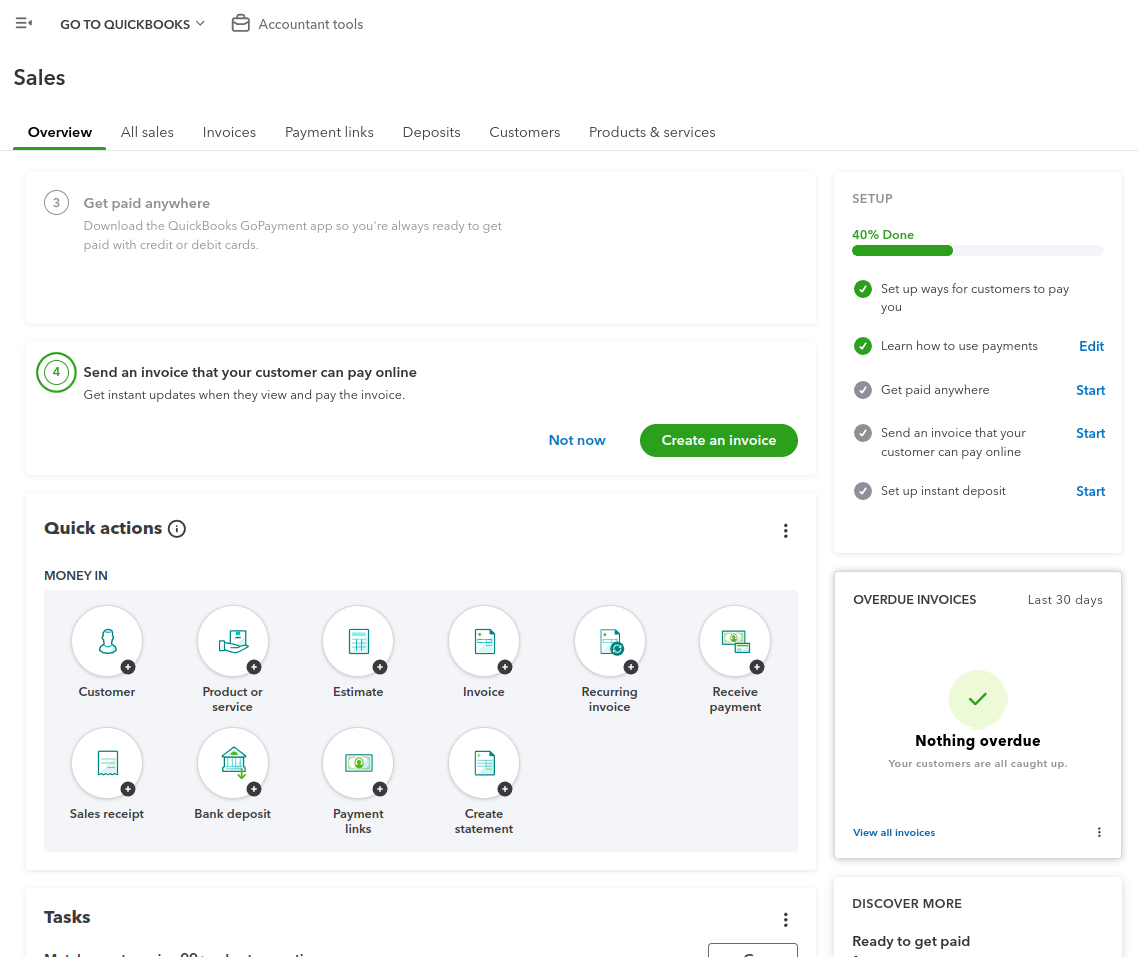 GO TO QUICKBOOKS
Accountant tools
Sales
Overview
All sales
Invoices
Payment links
Deposits
Customers
Products & services
3
Get paid anywhere
Download the QuickBooks GoPayment app so you're always ready to get
paid with credit or debit cards.
4
Send an invoice that your customer can pay online
Get instant updates when they view and pay the invoice.
Not now
Create an invoice
Quick actions
MONEY IN
Customer
Product or
service
Estimate
Invoice
Recurring
invoice
Receive
payment
Sales receipt
Bank deposit
Payment
links
Create
statement
Tasks
SETUP
40% Done
Set up ways for customers to pay
you
Learn how to use payments
Edit
Get paid anywhere
Start
Send an invoice that your
customer can pay online
Start
Set up instant deposit
Start
OVERDUE INVOICES
Last 30 days
Nothing overdue
Your customers are all caught up.
View all invoices
DISCOVER MORE
Ready to get paid